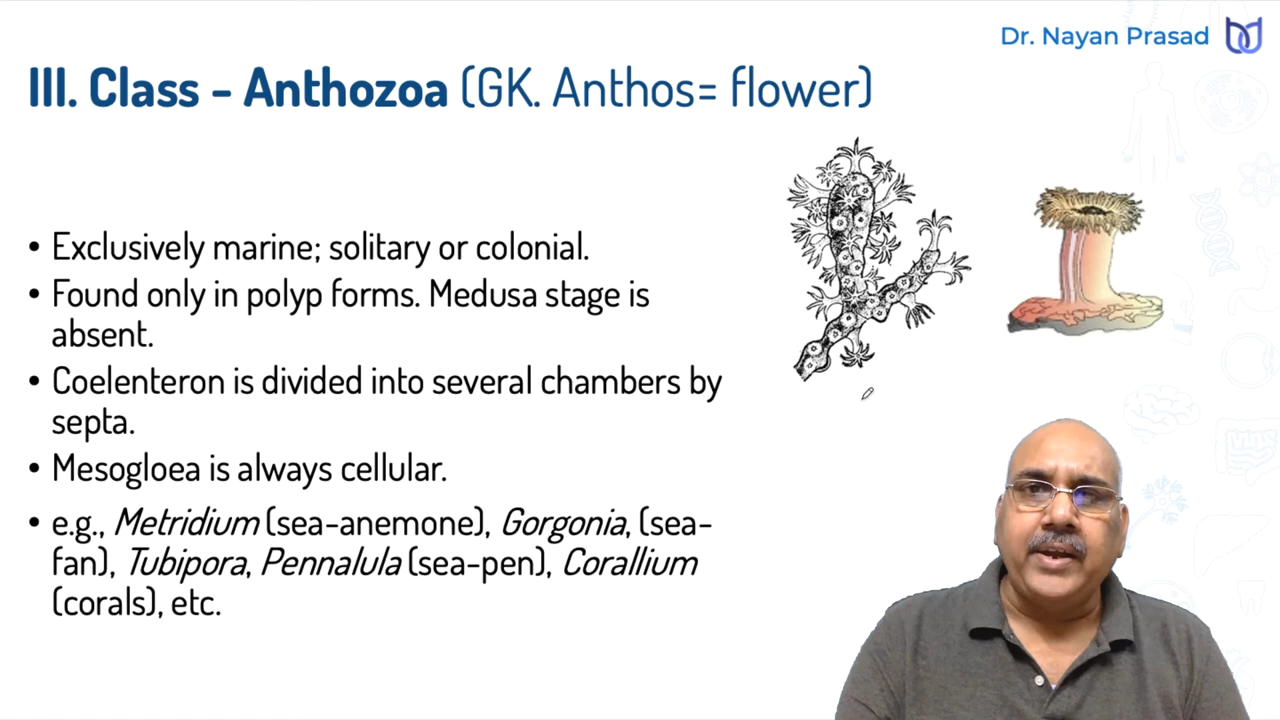 Dr. Nayan Prasad
III. Class - Anthozoa (GK. Anthos= flower)
• Exclusively marine; solitary or colonial.
• Found only in polyp forms. Medusa stage is
absent.
• Coelenteron is divided into several chambers by
septa.
• Mesogloea is always cellular.
• e.g., Metridium (sea-anemone), Gorgonia, (sea-
fan), Tubipora, Pennalula (sea-pen), Corallium
(corals), etc.